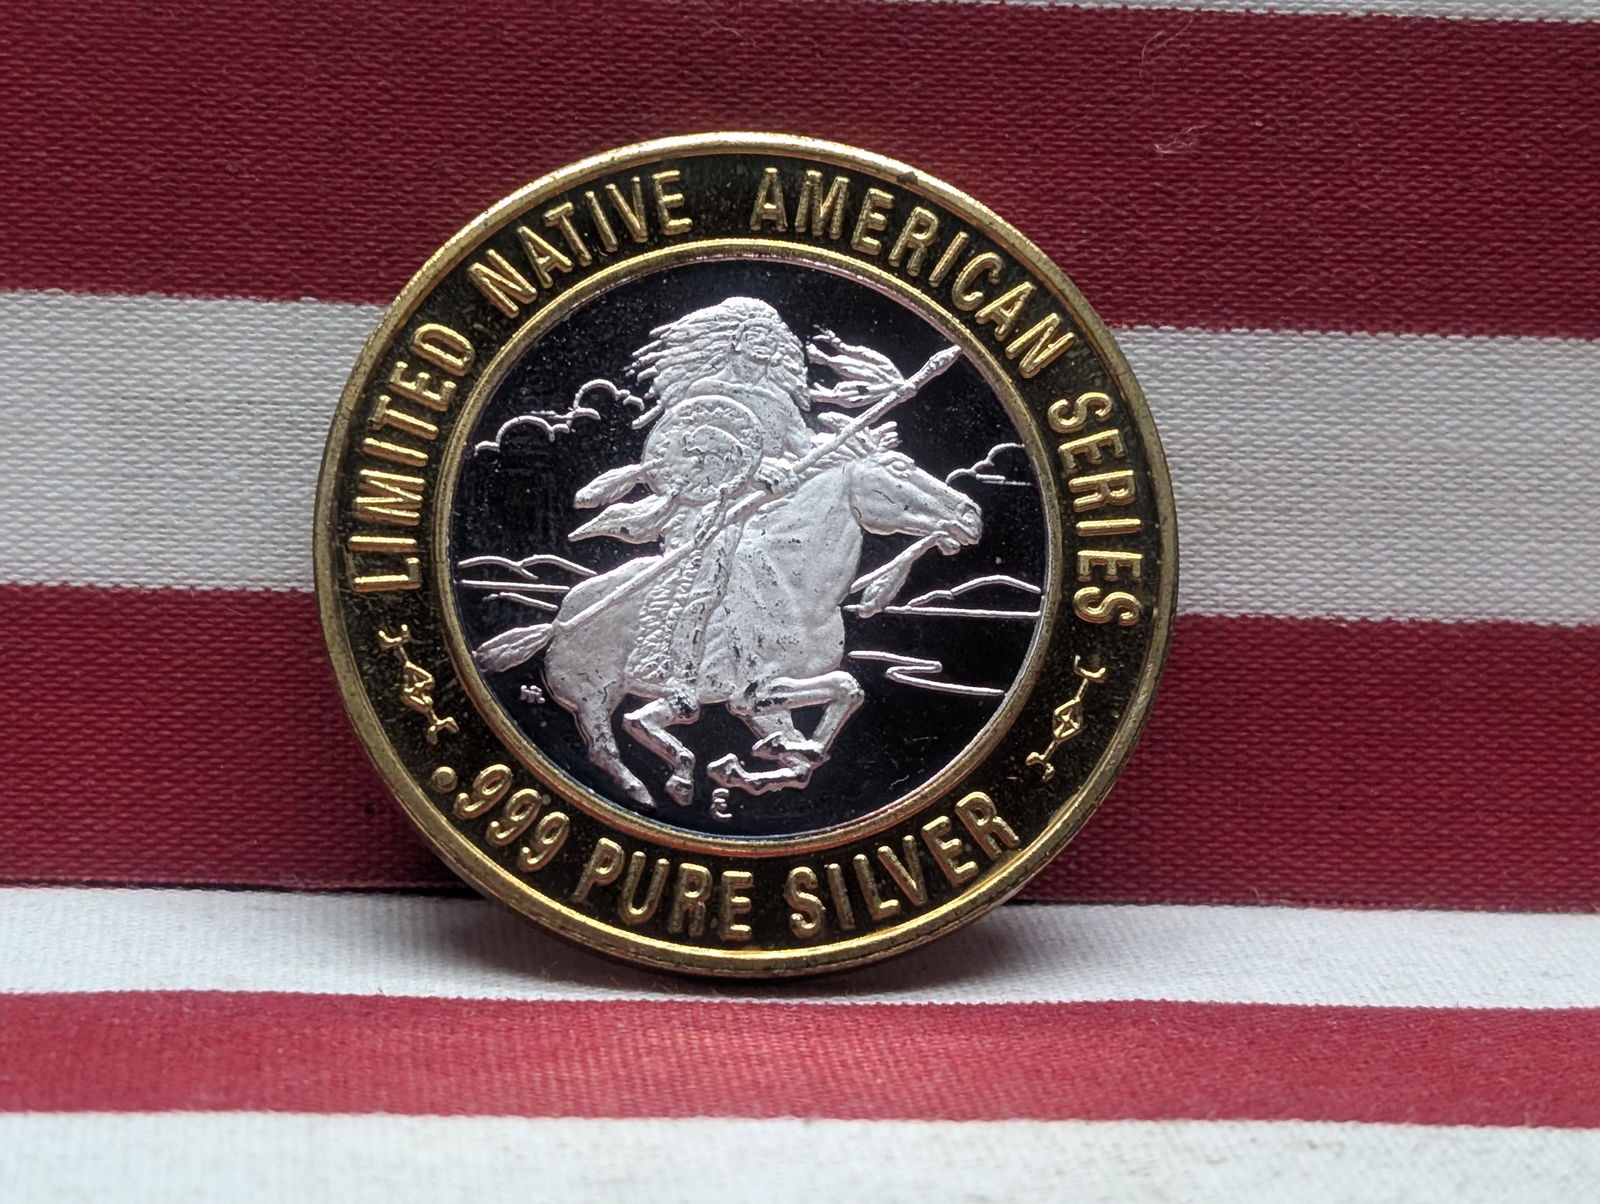 LIMITED NATIVE AMERICAN SERIES
.999 PURE SILVER